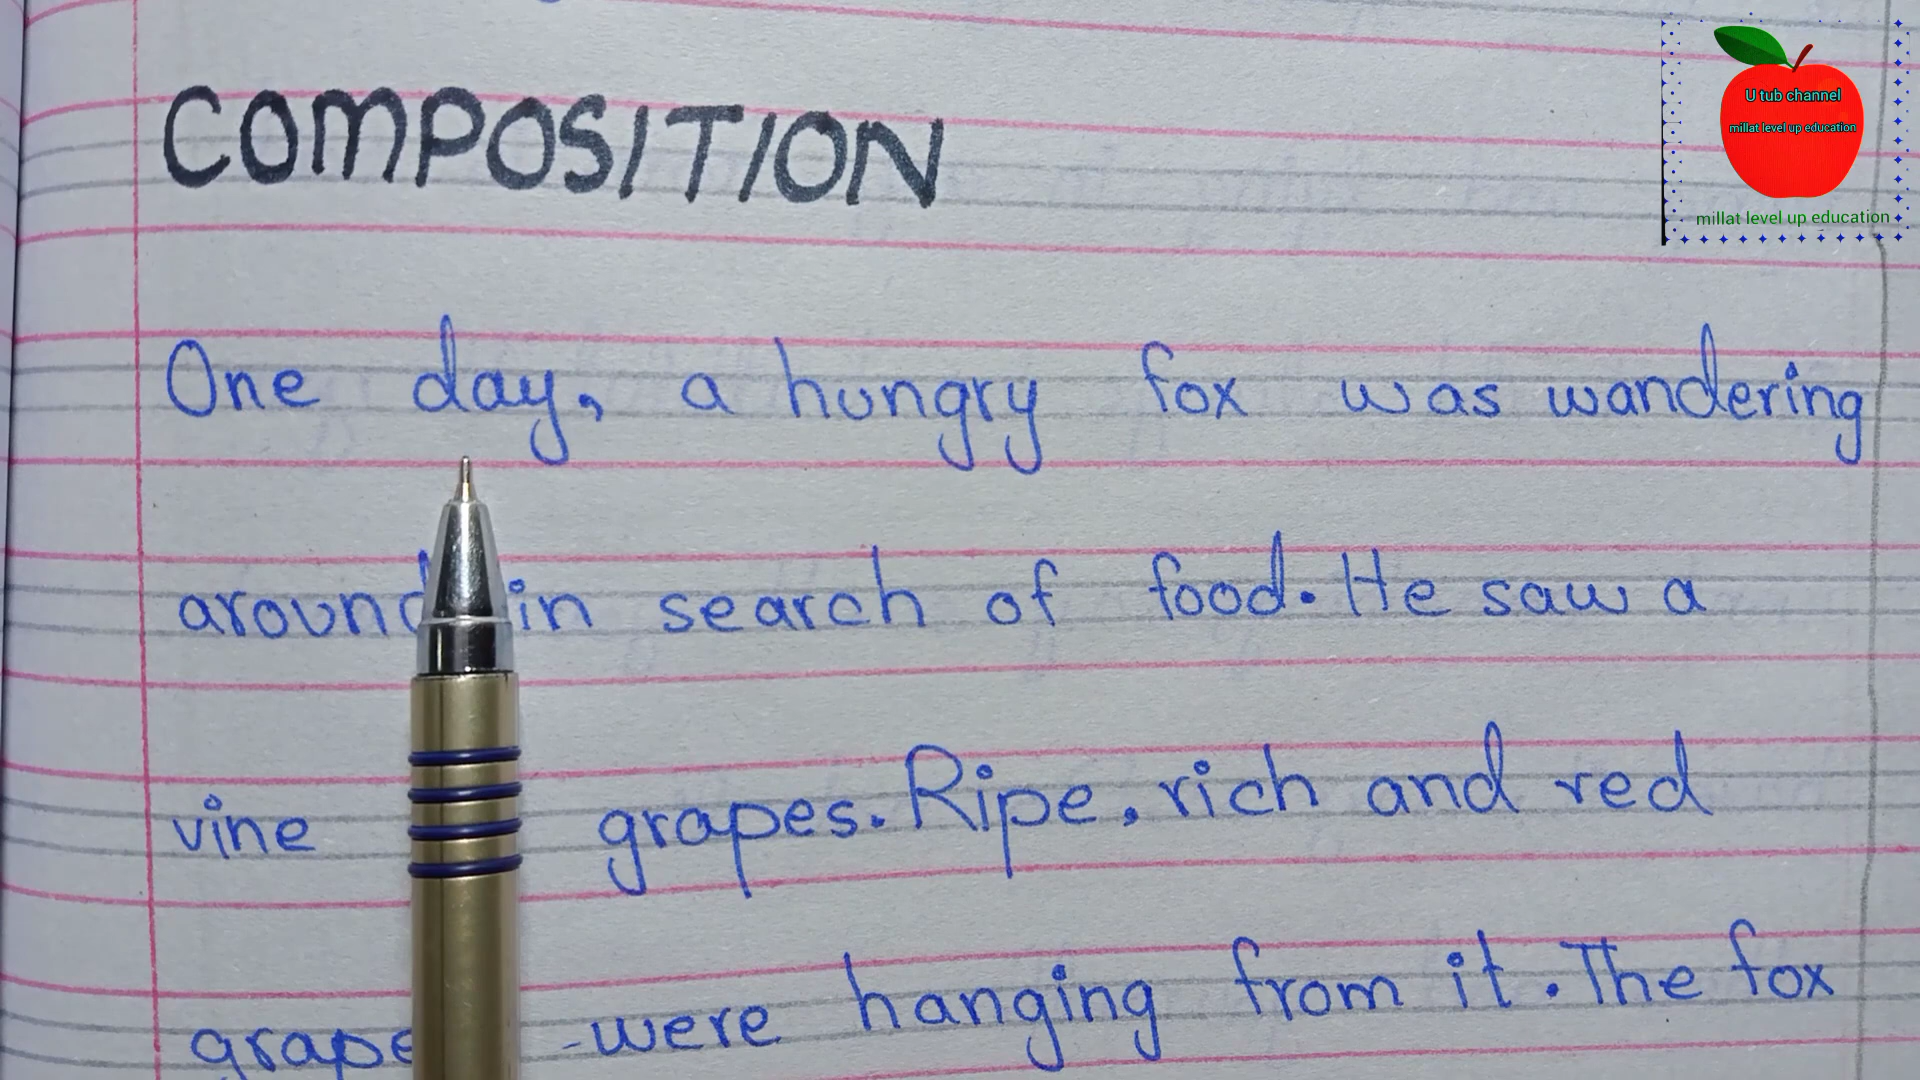 COMPOSITION
U tub channel
millat level up education
millat level up education
One day, a hungry fox was wandering
around in search of food. He saw a
vine grapes. Ripe, rich and red
were hanging from it. The fox